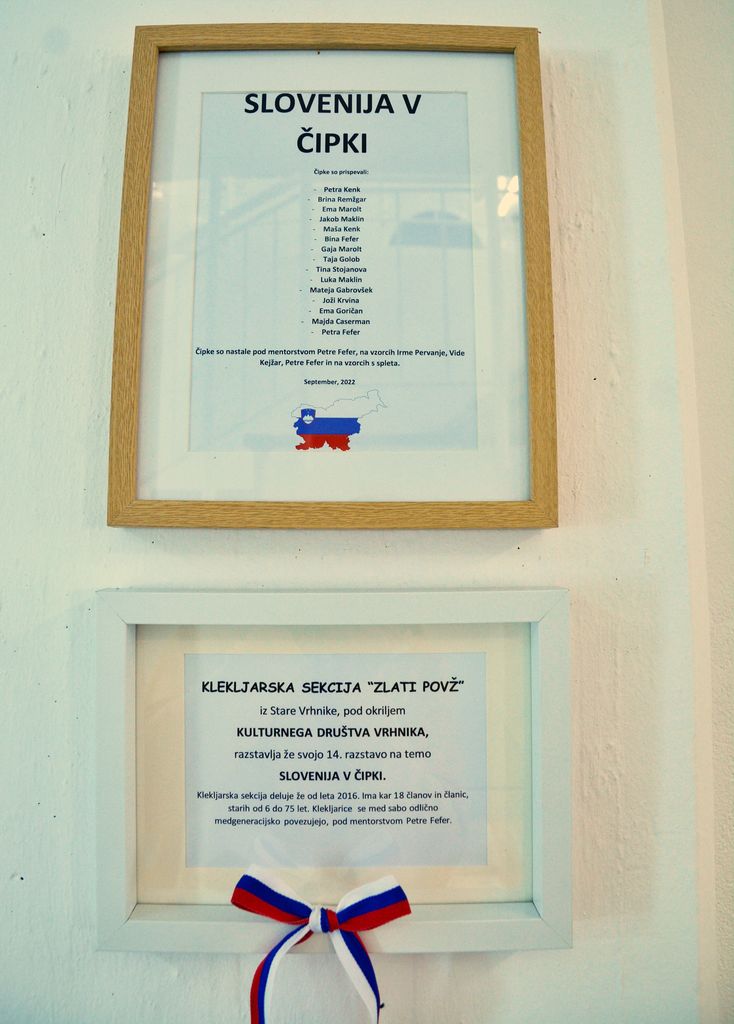 SLOVENIJA V
ČIPKI
Čipke so prispevali:
- Petra Kenk
- Brina Remžgar
- Ema Marolt
- Jakob Maklin
- Maša Kenk
- Bina Fefer
- Gaja Marolt
- Taja Golob
- Tina Stojanova
- Luka Maklin
- Mateja Gabrovšek
- Joži Krvina
- Ema Goričan
- Majda Caserman
- Petra Fefer
Čipke so nastale pod mentorstvom Petre Fefer, na vzorcih Irme Pervanje, Vide
Kejžar, Petre Fefer in na vzorcih s spleta.
September, 2022
KLEKLJARSKA SEKCIJA "ZLATI POVŽ"
iz Stare Vrhnike, pod okriljem
KULTURNEGA DRUŠTVA VRHNIKA,
razstavlja že svojo 14. razstavo na temo
SLOVENIJA V ČIPKI.
Klekljarska sekcija deluje že od leta 2016. Ima kar 18 članov in članic,
starih od 6 do 75 let. Klekljarice se med sabo odlično
medgeneracijsko povezujejo, pod mentorstvom Petre Fefer.